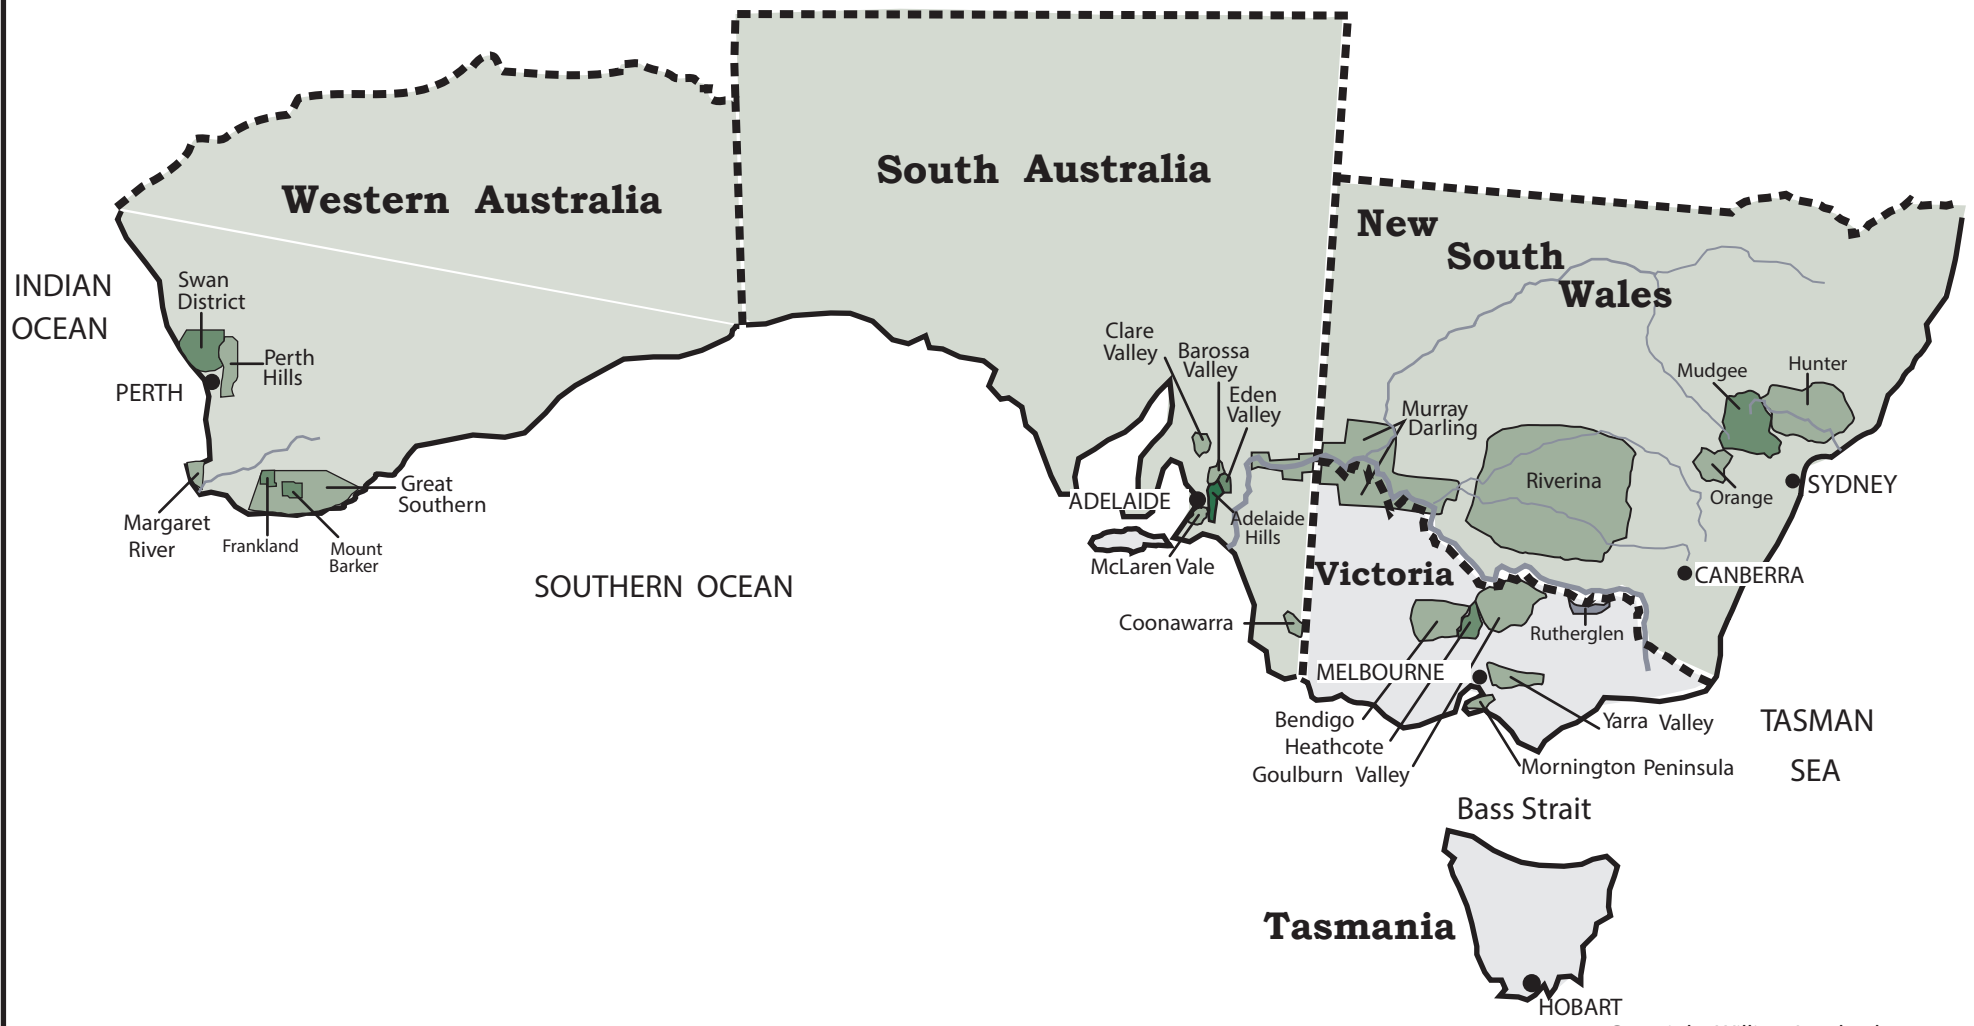 Western Australia
South Australia
New
South
Wales
INDIAN
OCEAN
Swan
District
Perth
Hills
PERTH
Margaret
River
Frankland
Mount
Barker
Great
Southern
SOUTHERN OCEAN
Clare
Valley
Barossa
Valley
Eden
Valley
ADELAIDE
Adelaide
Hills
McLaren Vale
Coonawarra
Murray
Darling
Riverina
Mudgee
Hunter
Orange
SYDNEY
CANBERRA
Victoria
Rutherglen
MELBOURNE
Bendigo
Heathcote
Goulburn Valley
Yarra Valley
Mornington Peninsula
TASMAN
SEA
Bass Strait
Tasmania
HOBART